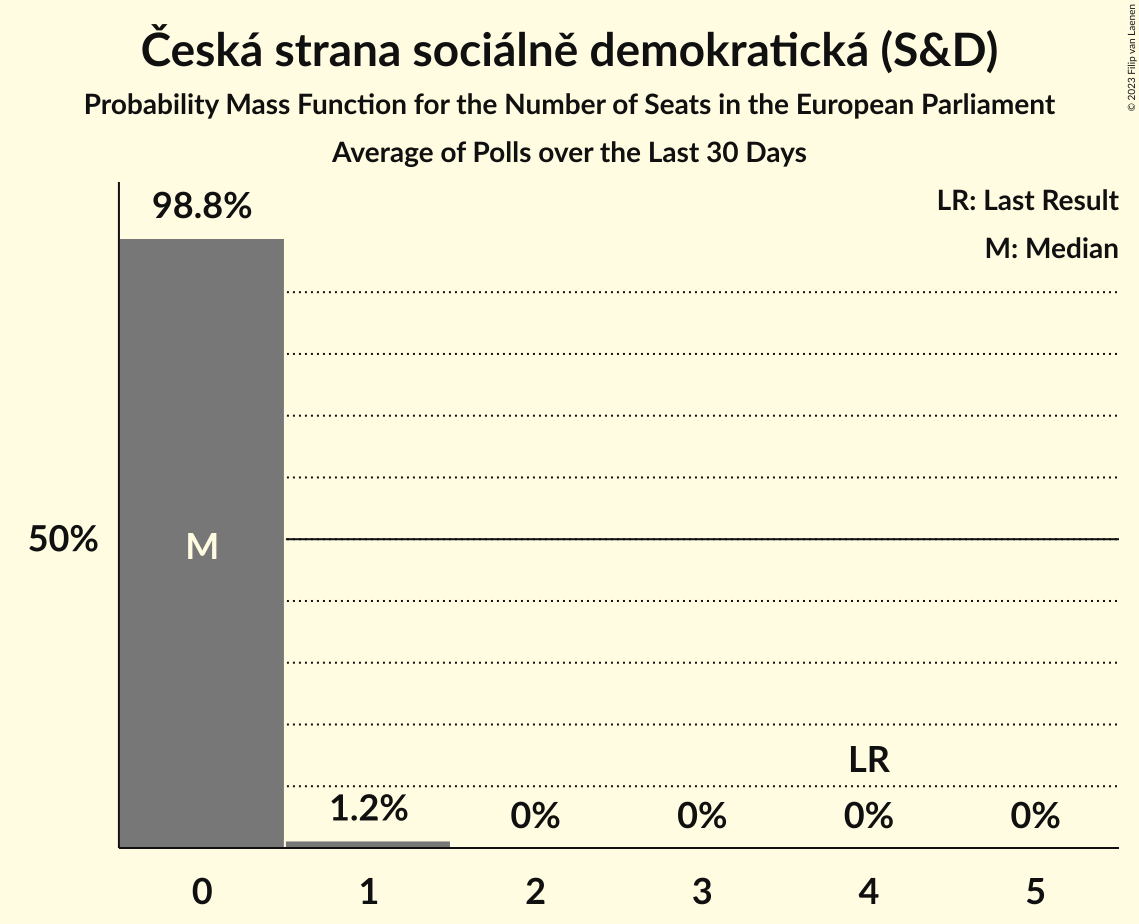 Česká strana sociálně demokratická (S&D)
Probability Mass Function for the Number of Seats in the European Parliament
Average of Polls over the Last 30 Days
© 2023 Filip van Laenen
LR: Last Result
M: Median
98.8%
50%
M
LR
1.2%
0%
0%
0%
0%
0 1 2 3 4 5